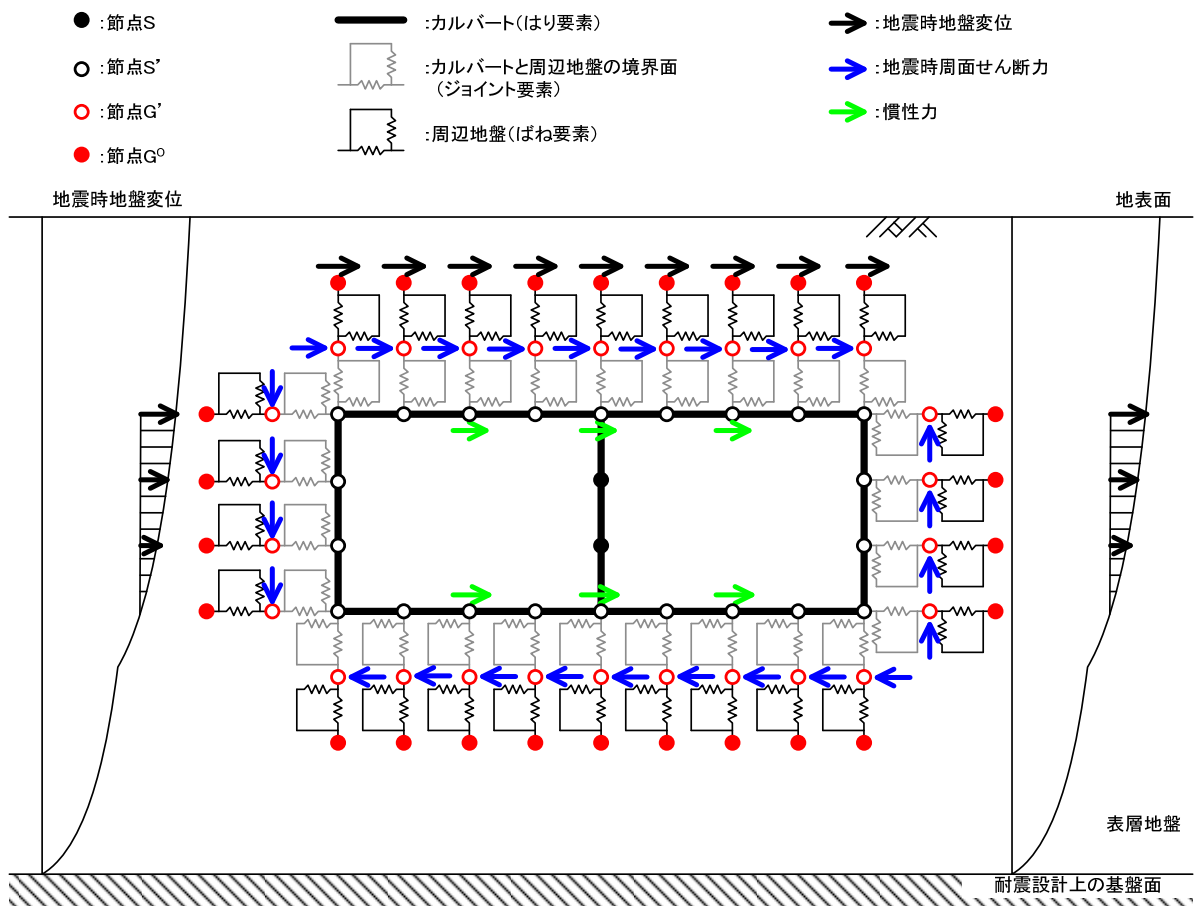 :節点S
:節点S'
:節点G'
:節点G⁰
:カルバート(はり要素)
:カルバートと周辺地盤の境界面
(ジョイント要素)
:周辺地盤(ばね要素)
:地震時地盤変位
:地震時周面せん断力
:慣性力
地震時地盤変位
地表面
表層地盤
耐震設計上の基盤面